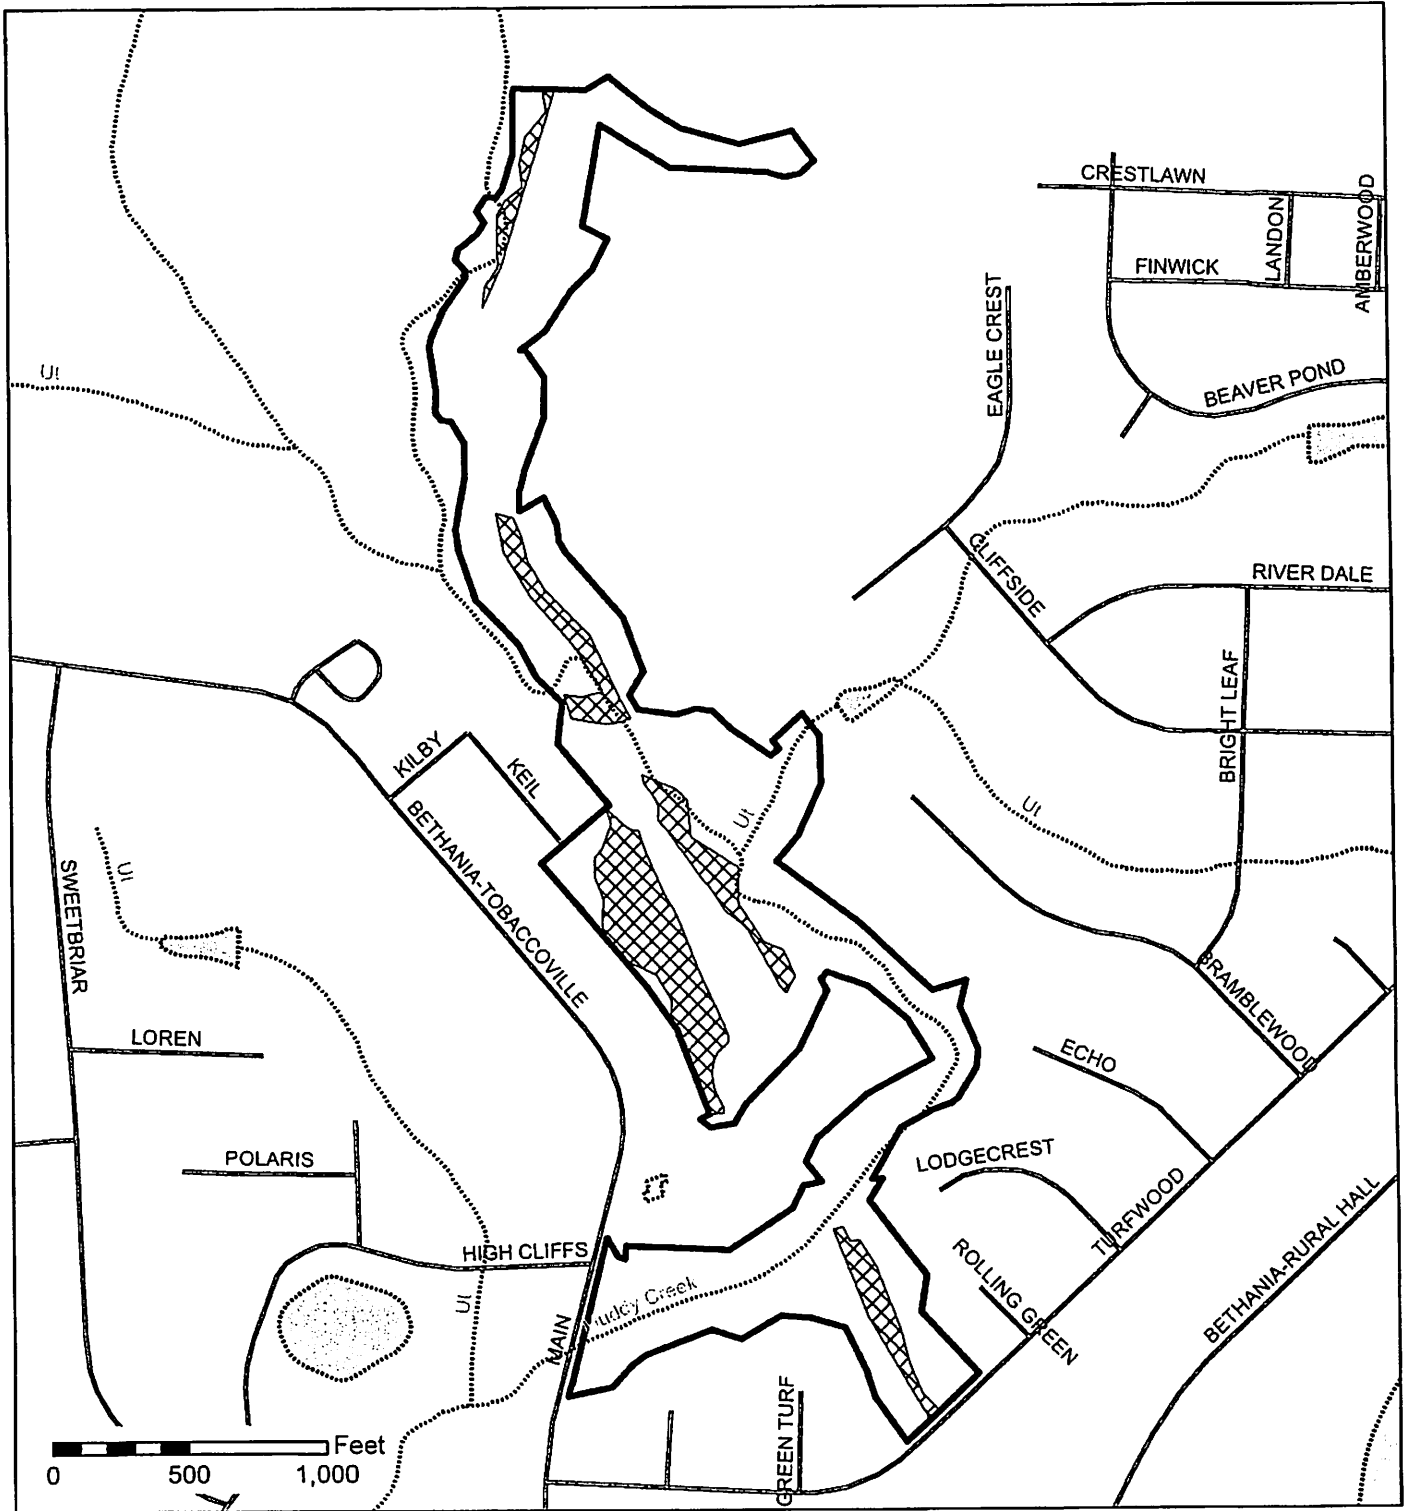 CRESTLAWN
AMBERWOOD
LANDON
FINWICK
EAGLE CREST
BEAVER POND
Ut
CLIFFSIDE
RIVER DALE
BRIGHT LEAF
KILBY
KEIL
BETHANIA-TOBACCOVILLE
Ut
Ut
SWEETBRIAR
Ut
BRAMBLEWOOD
LOREN
ECHO
POLARIS
LODGECREST
TURFWOOD
BETHANIA-RURAL HALL
HIGH CLIFFS
ROLLING GREEN
Ut
Creek
MAIN
GREEN TURF
Feet
0 500 1,000